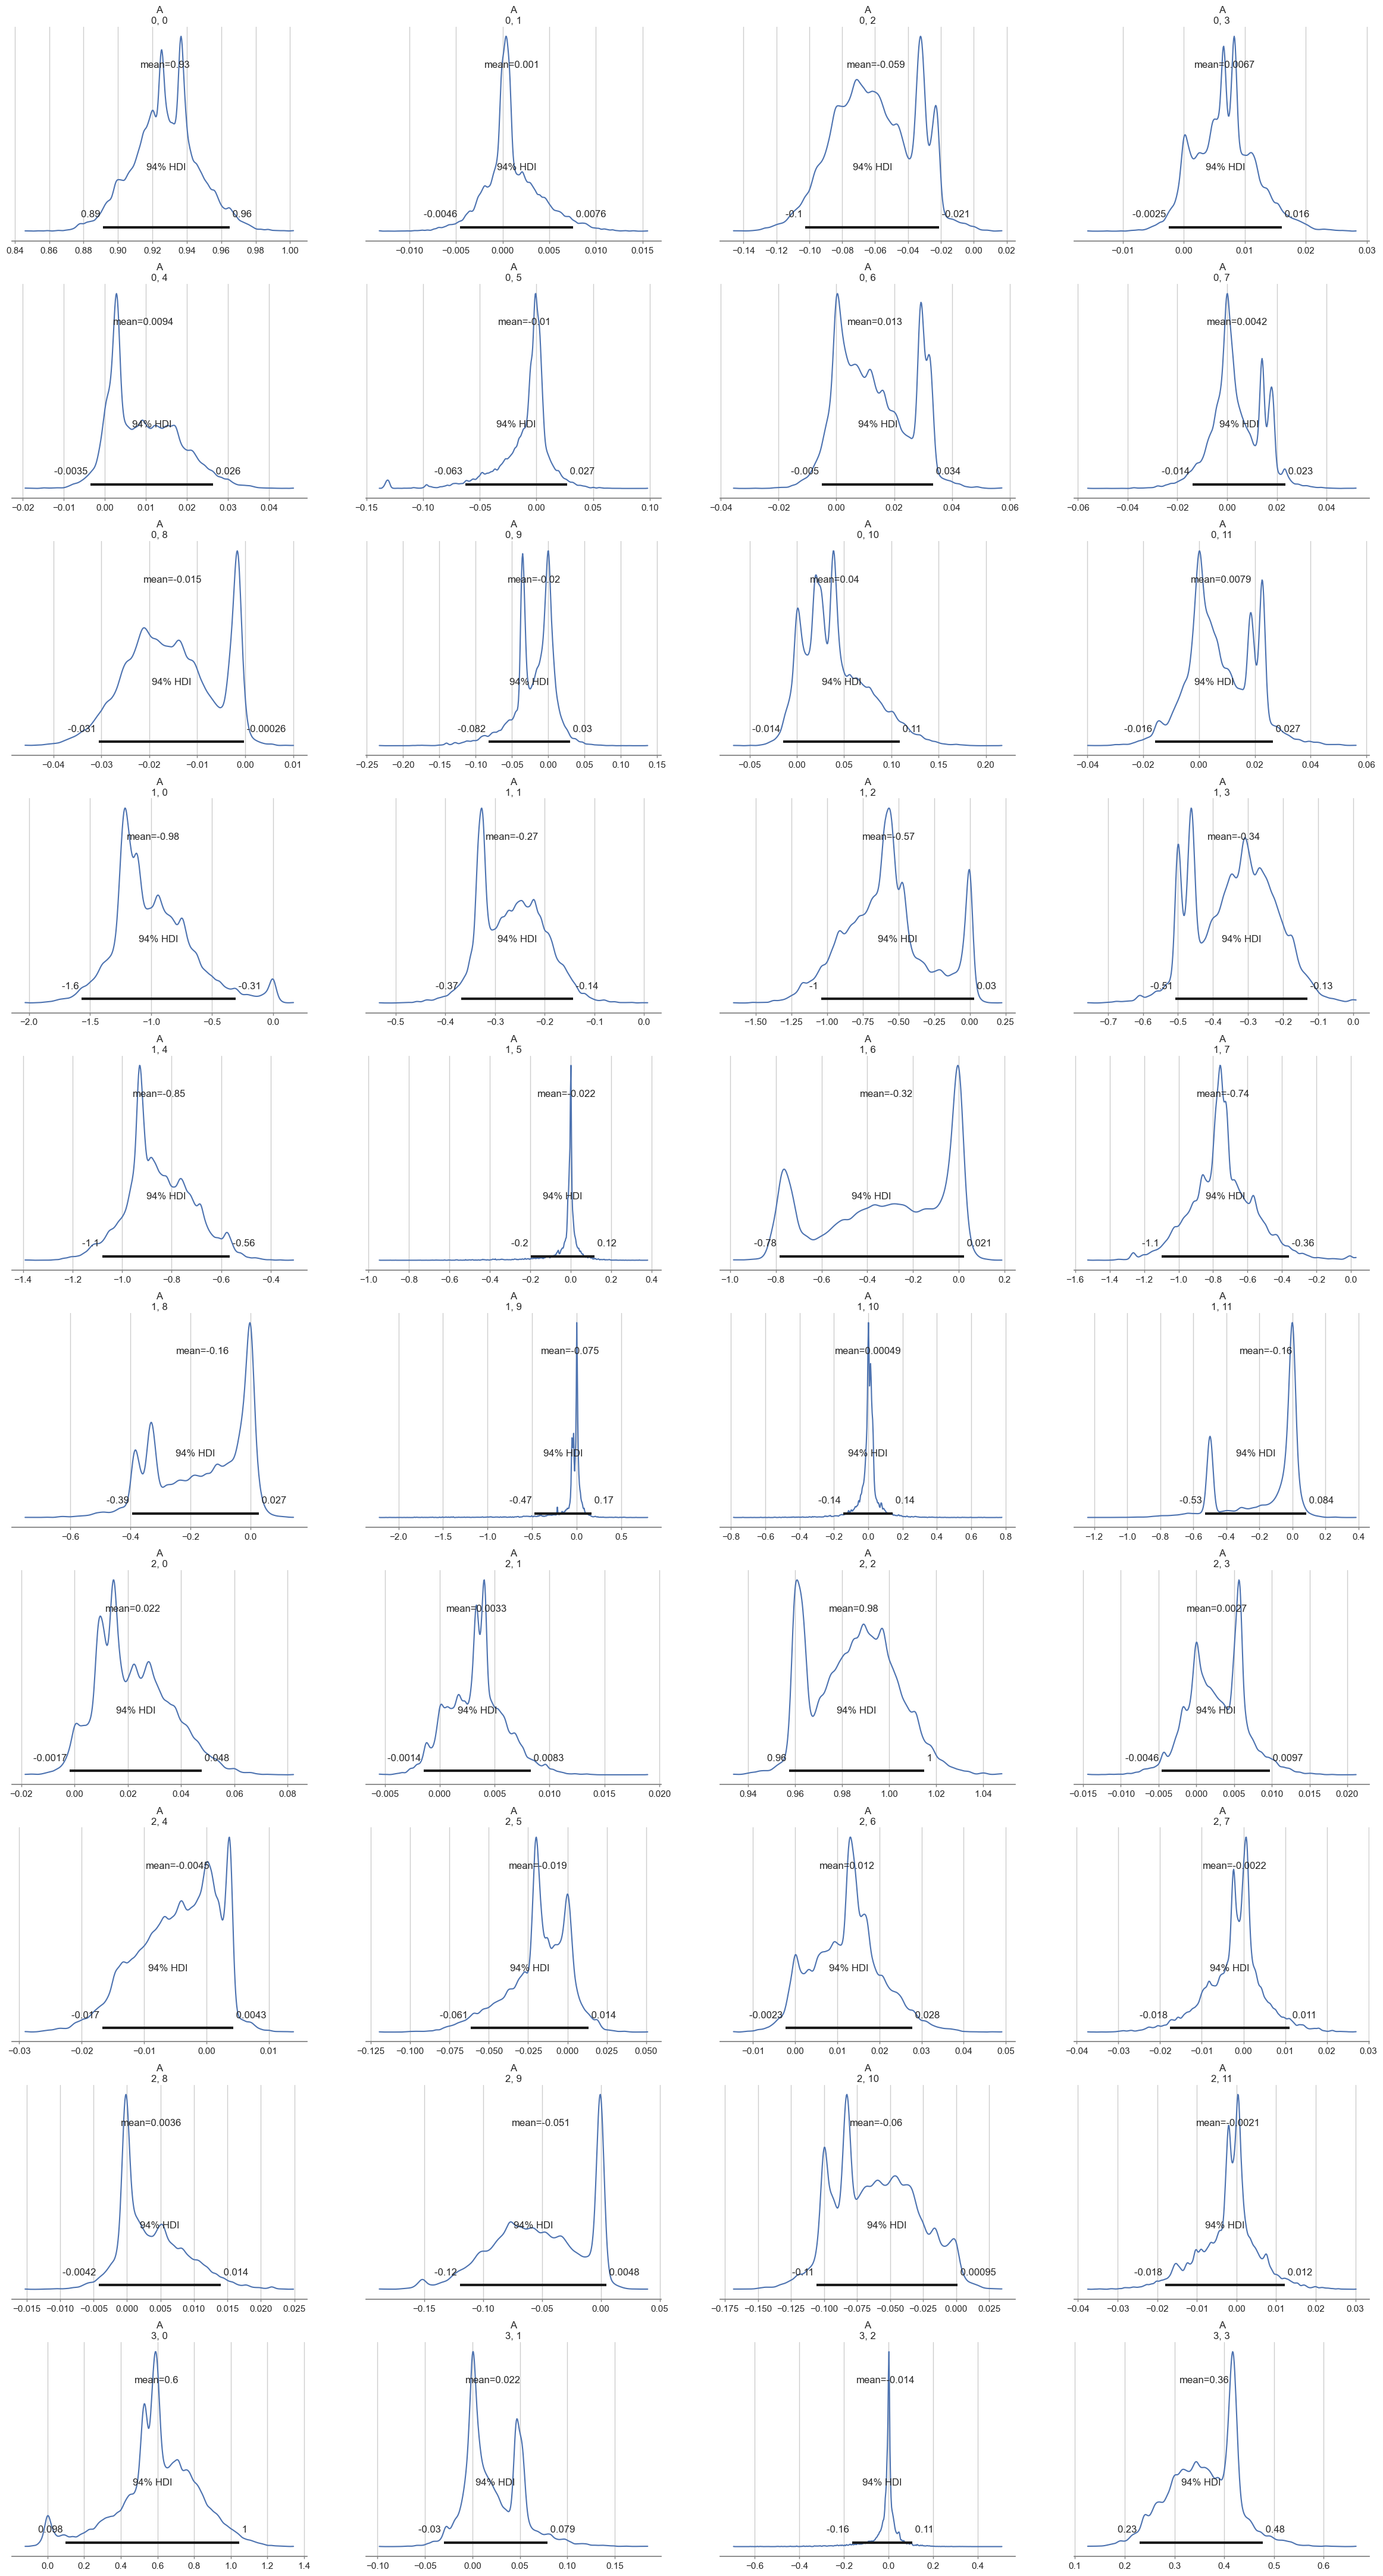 A
0, 0
mean=0.93
94% HDI
0.89 0.96
0.84 0.86 0.88 0.90 0.92 0.94 0.96 0.98 1.00
A
0, 1
mean=0.001
94% HDI
-0.0046 0.0076
−0.010 −0.005 0.000 0.005 0.010 0.015
A
0, 2
mean=-0.059
94% HDI
-0.1 -0.021
−0.14 −0.12 −0.10 −0.08 −0.06 −0.04 −0.02 0.00 0.02
A
0, 3
mean=0.0067
94% HDI
-0.0025 0.016
−0.01 0.00 0.01 0.02 0.03
A
0, 4
mean=0.0094
94% HDI
-0.0035 0.026
−0.02 −0.01 0.00 0.01 0.02 0.03 0.04
A
0, 5
mean=-0.01
94% HDI
-0.063 0.027
−0.15 −0.10 −0.05 0.00 0.05 0.10
A
0, 6
mean=0.013
94% HDI
-0.005 0.034
−0.04 −0.02 0.00 0.02 0.04 0.06
A
0, 7
mean=0.0042
94% HDI
-0.014 0.023
−0.06 −0.04 −0.02 0.00 0.02 0.04
A
0, 8
mean=-0.015
94% HDI
-0.031 -0.00026
−0.04 −0.03 −0.02 −0.01 0.00 0.01
A
0, 9
mean=-0.02
94% HDI
-0.082 0.03
−0.25 −0.20 −0.15 −0.10 −0.05 0.00 0.05 0.10 0.15
A
0, 10
mean=0.04
94% HDI
-0.014 0.11
−0.05 0.00 0.05 0.10 0.15 0.20
A
0, 11
mean=0.0079
94% HDI
-0.016 0.027
−0.04 −0.02 0.00 0.02 0.04 0.06
A
1, 0
mean=-0.98
94% HDI
-1.6 -0.31
−2.0 −1.5 −1.0 −0.5 0.0
A
1, 1
mean=-0.27
94% HDI
-0.37 -0.14
−0.5 −0.4 −0.3 −0.2 −0.1 0.0
A
1, 2
mean=-0.57
94% HDI
-1 0.03
−1.50 −1.25 −1.00 −0.75 −0.50 −0.25 0.00 0.25
A
1, 3
mean=-0.34
94% HDI
-0.51 -0.13
−0.7 −0.6 −0.5 −0.4 −0.3 −0.2 −0.1 0.0
A
1, 4
mean=-0.85
94% HDI
-1.1 -0.56
−1.4 −1.2 −1.0 −0.8 −0.6 −0.4
A
1, 5
mean=-0.022
94% HDI
-0.2 0.12
−1.0 −0.8 −0.6 −0.4 −0.2 0.0 0.2 0.4
A
1, 6
mean=-0.32
94% HDI
-0.78 0.021
−1.0 −0.8 −0.6 −0.4 −0.2 0.0 0.2
A
1, 7
mean=-0.74
94% HDI
-1.1 -0.36
−1.6 −1.4 −1.2 −1.0 −0.8 −0.6 −0.4 −0.2 0.0
A
1, 8
mean=-0.16
94% HDI
-0.39 0.027
−0.6 −0.4 −0.2 0.0
A
1, 9
mean=-0.075
94% HDI
-0.47 0.17
−2.0 −1.5 −1.0 −0.5 0.0 0.5
A
1, 10
mean=0.00049
94% HDI
-0.14 0.14
−0.8 −0.6 −0.4 −0.2 0.0 0.2 0.4 0.6 0.8
A
1, 11
mean=-0.16
94% HDI
-0.53 0.084
−1.2 −1.0 −0.8 −0.6 −0.4 −0.2 0.0 0.2 0.4
A
2, 0
mean=0.022
94% HDI
-0.0017 0.048
−0.02 0.00 0.02 0.04 0.06 0.08
A
2, 1
mean=0.0033
94% HDI
-0.0014 0.0083
−0.005 0.000 0.005 0.010 0.015 0.020
A
2, 2
mean=0.98
94% HDI
0.96 1
0.94 0.96 0.98 1.00 1.02 1.04
A
2, 3
mean=0.0027
94% HDI
-0.0046 0.0097
−0.015 −0.010 −0.005 0.000 0.005 0.010 0.015 0.020
A
2, 4
mean=-0.0045
94% HDI
-0.017 0.0043
−0.03 −0.02 −0.01 0.00 0.01
A
2, 5
mean=-0.019
94% HDI
-0.061 0.014
−0.125 −0.100 −0.075 −0.050 −0.025 0.000 0.025 0.050
A
2, 6
mean=0.012
94% HDI
-0.0023 0.028
−0.01 0.00 0.01 0.02 0.03 0.04 0.05
A
2, 7
mean=-0.0022
94% HDI
-0.018 0.011
−0.04 −0.03 −0.02 −0.01 0.00 0.01 0.02 0.03
A
2, 8
mean=0.0036
94% HDI
-0.0042 0.014
−0.015 −0.010 −0.005 0.000 0.005 0.010 0.015 0.020 0.025
A
2, 9
mean=-0.051
94% HDI
-0.12 0.0048
−0.15 −0.10 −0.05 0.00 0.05
A
2, 10
mean=-0.06
94% HDI
-0.11 0.00095
−0.175 −0.150 −0.125 −0.100 −0.075 −0.050 −0.025 0.000 0.025
A
2, 11
mean=-0.0021
94% HDI
-0.018 0.012
−0.04 −0.03 −0.02 −0.01 0.00 0.01 0.02 0.03
A
3, 0
mean=0.6
94% HDI
0.098 1
0.0 0.2 0.4 0.6 0.8 1.0 1.2 1.4
A
3, 1
mean=0.022
94% HDI
-0.03 0.079
−0.10 −0.05 0.00 0.05 0.10 0.15
A
3, 2
mean=-0.014
94% HDI
-0.16 0.11
−0.6 −0.4 −0.2 0.0 0.2 0.4
A
3, 3
mean=0.36
94% HDI
0.23 0.48
0.1 0.2 0.3 0.4 0.5 0.6